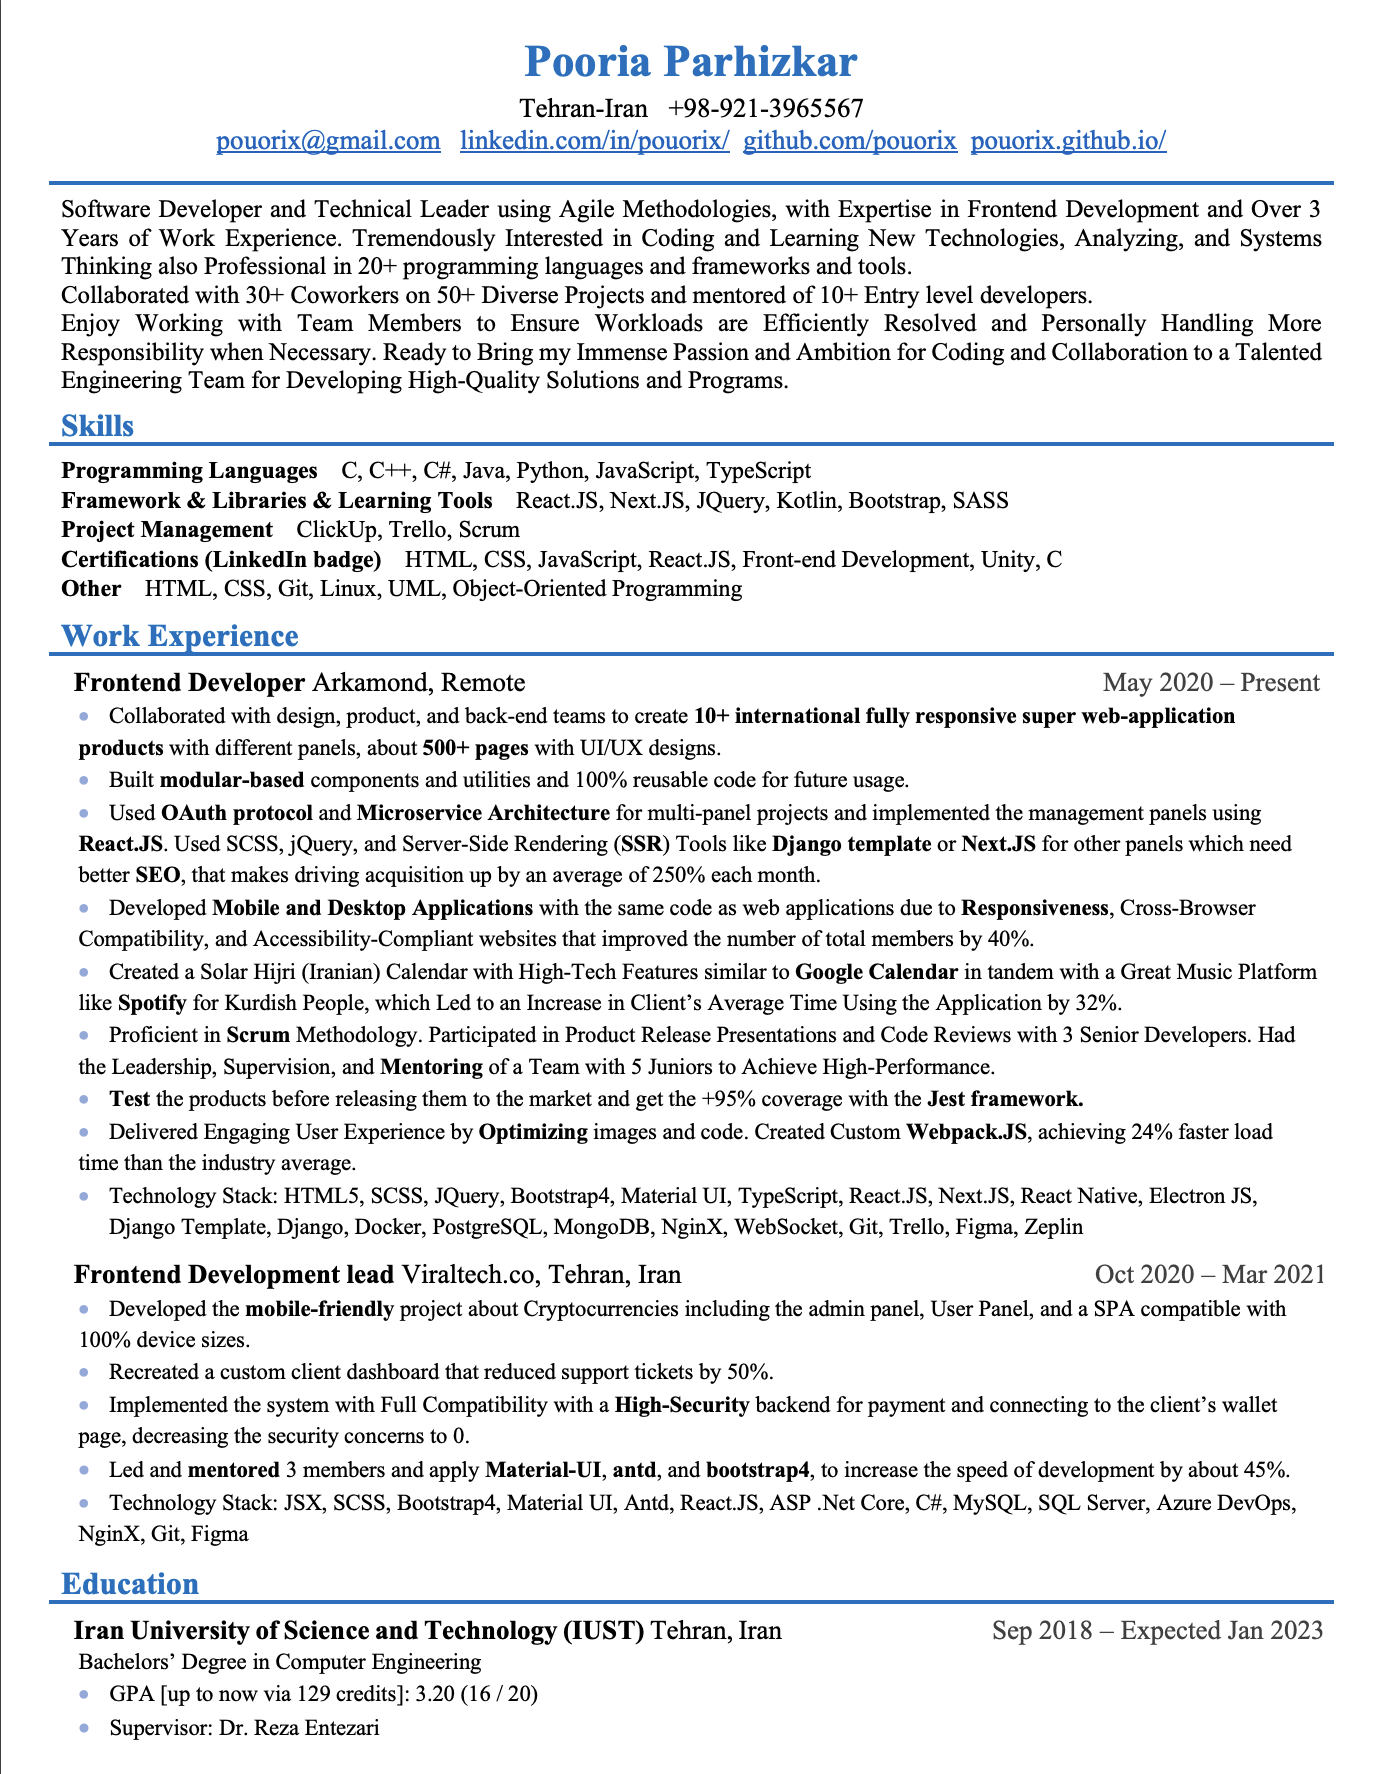 Pooria Parhizkar
Tehran-Iran +98-921-3965567
pouorix@gmail.com linkedin.com/in/pouorix/ github.com/pouorix pouorix.github.io/
Software Developer and Technical Leader using Agile Methodologies, with Expertise in Frontend Development and Over 3
Years of Work Experience. Tremendously Interested in Coding and Learning New Technologies, Analyzing, and Systems
Thinking also Professional in 20+ programming languages and frameworks and tools.
Collaborated with 30+ Coworkers on 50+ Diverse Projects and mentored of 10+ Entry level developers.
Enjoy Working with Team Members to Ensure Workloads are Efficiently Resolved and Personally Handling More
Responsibility when Necessary. Ready to Bring my Immense Passion and Ambition for Coding and Collaboration to a Talented
Engineering Team for Developing High-Quality Solutions and Programs.
Skills
Programming Languages C, C++, C#, Java, Python, JavaScript, TypeScript
Framework & Libraries & Learning Tools React.JS, Next.JS, JQuery, Kotlin, Bootstrap, SASS
Project Management ClickUp, Trello, Scrum
Certifications (LinkedIn badge) HTML, CSS, JavaScript, React.JS, Front-end Development, Unity, C
Other HTML, CSS, Git, Linux, UML, Object-Oriented Programming
Work Experience
Frontend Developer Arkamond, Remote May 2020 – Present
• Collaborated with design, product, and back-end teams to create 10+ international fully responsive super web-application
products with different panels, about 500+ pages with UI/UX designs.
• Built modular-based components and utilities and 100% reusable code for future usage.
• Used OAuth protocol and Microservice Architecture for multi-panel projects and implemented the management panels using
React.JS. Used SCSS, jQuery, and Server-Side Rendering (SSR) Tools like Django template or Next.JS for other panels which need
better SEO, that makes driving acquisition up by an average of 250% each month.
• Developed Mobile and Desktop Applications with the same code as web applications due to Responsiveness, Cross-Browser
Compatibility, and Accessibility-Compliant websites that improved the number of total members by 40%.
• Created a Solar Hijri (Iranian) Calendar with High-Tech Features similar to Google Calendar in tandem with a Great Music Platform
like Spotify for Kurdish People, which Led to an Increase in Client’s Average Time Using the Application by 32%.
• Proficient in Scrum Methodology. Participated in Product Release Presentations and Code Reviews with 3 Senior Developers. Had
the Leadership, Supervision, and Mentoring of a Team with 5 Juniors to Achieve High-Performance.
• Test the products before releasing them to the market and get the +95% coverage with the Jest framework.
• Delivered Engaging User Experience by Optimizing images and code. Created Custom Webpack.JS, achieving 24% faster load
time than the industry average.
• Technology Stack: HTML5, SCSS, JQuery, Bootstrap4, Material UI, TypeScript, React.JS, Next.JS, React Native, Electron JS,
Django Template, Django, Docker, PostgreSQL, MongoDB, NginX, WebSocket, Git, Trello, Figma, Zeplin
Frontend Development lead Viraltech.co, Tehran, Iran Oct 2020 – Mar 2021
• Developed the mobile-friendly project about Cryptocurrencies including the admin panel, User Panel, and a SPA compatible with
100% device sizes.
• Recreated a custom client dashboard that reduced support tickets by 50%.
• Implemented the system with Full Compatibility with a High-Security backend for payment and connecting to the client’s wallet
page, decreasing the security concerns to 0.
• Led and mentored 3 members and apply Material-UI, antd, and bootstrap4, to increase the speed of development by about 45%.
• Technology Stack: JSX, SCSS, Bootstrap4, Material UI, Antd, React.JS, ASP .Net Core, C#, MySQL, SQL Server, Azure DevOps,
NginX, Git, Figma
Education
Iran University of Science and Technology (IUST) Tehran, Iran Sep 2018 – Expected Jan 2023
Bachelors’ Degree in Computer Engineering
• GPA [up to now via 129 credits]: 3.20 (16 / 20)
• Supervisor: Dr. Reza Entezari